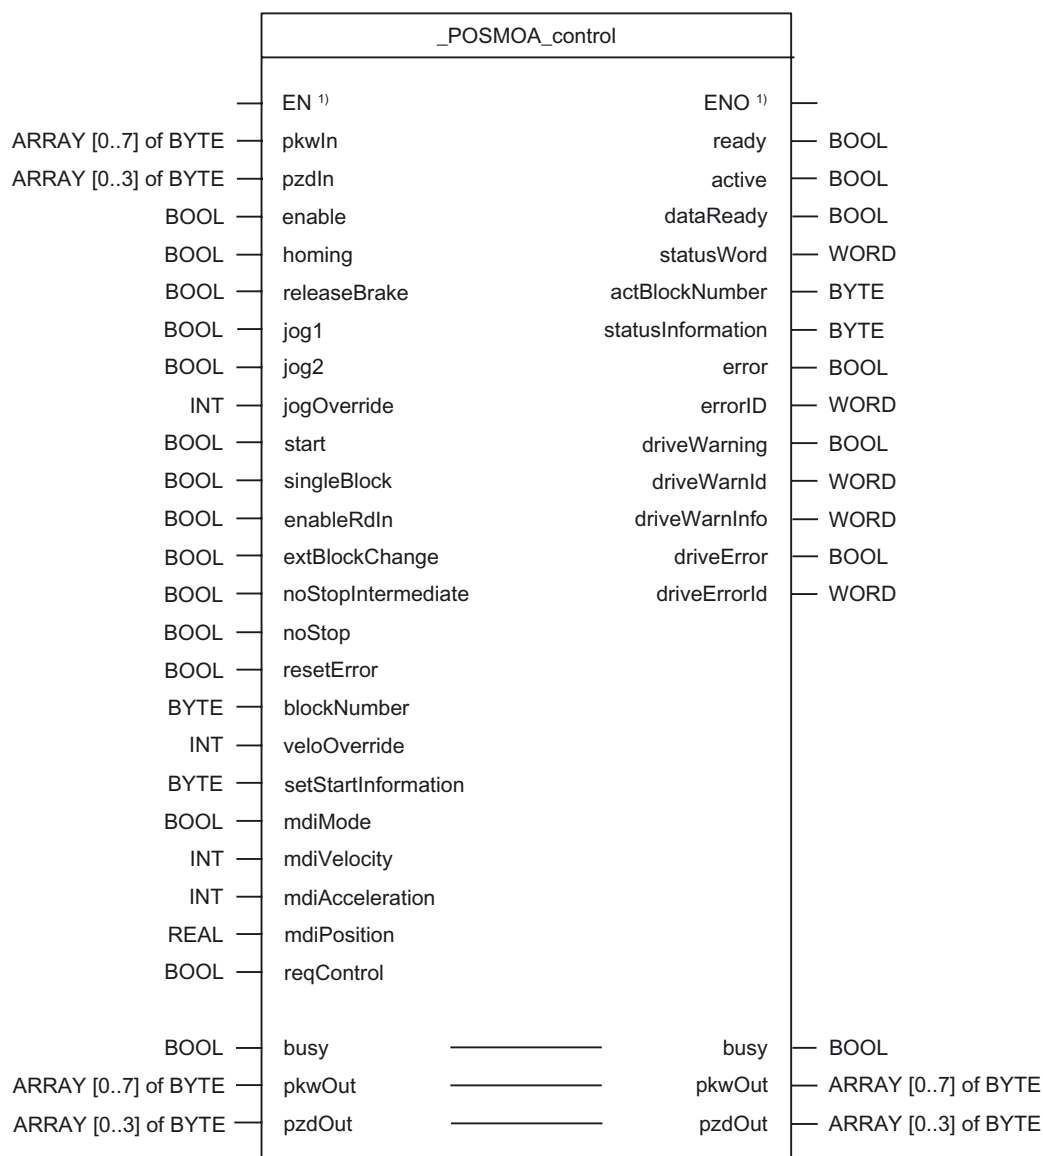 _POSMOA_control
EN 1) ENO 1)
ARRAY [0..7] of BYTE pkwIn ready BOOL
ARRAY [0..3] of BYTE pzdIn active BOOL
BOOL enable dataReady BOOL
BOOL homing statusWord WORD
BOOL releaseBrake actBlockNumber BYTE
BOOL jog1 statusInformation BYTE
BOOL jog2 error BOOL
INT jogOverride errorID WORD
BOOL start driveWarning BOOL
BOOL singleBlock driveWarnId WORD
BOOL enableRdIn driveWarnInfo WORD
BOOL extBlockChange driveError BOOL
BOOL noStopIntermediate driveErrorId WORD
BOOL noStop
BOOL resetError
BYTE blockNumber
INT veloOverride
BYTE setStartInformation
BOOL mdiMode
INT mdiVelocity
INT mdiAcceleration
REAL mdiPosition
BOOL reqControl
BOOL busy busy BOOL
ARRAY [0..7] of BYTE pkwOut pkwOut ARRAY [0..7] of BYTE
ARRAY [0..3] of BYTE pzdOut pzdOut ARRAY [0..3] of BYTE